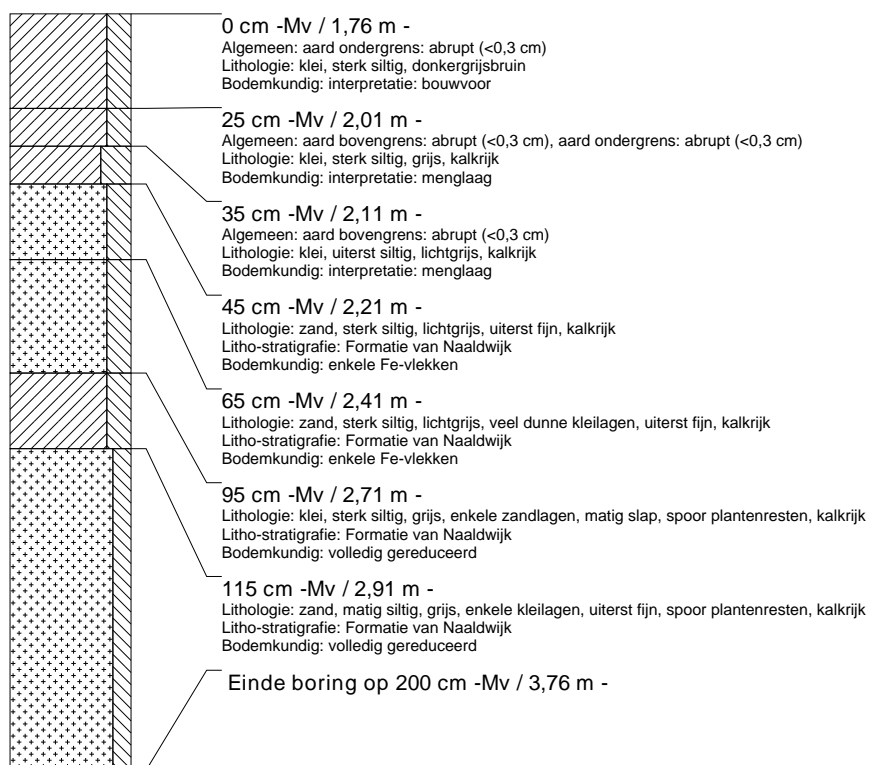 0 cm -Mv / 1,76 m -
Algemeen: aard ondergrens: abrupt (<0,3 cm)
Lithologie: klei, sterk siltig, donkergrijsbruin
Bodemkundig: interpretatie: bouwvoor
25 cm -Mv / 2,01 m -
Algemeen: aard bovengrens: abrupt (<0,3 cm), aard ondergrens: abrupt (<0,3 cm)
Lithologie: klei, sterk siltig, grijs, kalkrijk
Bodemkundig: interpretatie: menglaag
35 cm -Mv / 2,11 m -
Algemeen: aard bovengrens: abrupt (<0,3 cm)
Lithologie: klei, uiterst siltig, lichtgrijs, kalkrijk
Bodemkundig: interpretatie: menglaag
45 cm -Mv / 2,21 m -
Lithologie: zand, sterk siltig, lichtgrijs, uiterst fijn, kalkrijk
Litho-stratigrafie: Formatie van Naaldwijk
Bodemkundig: enkele Fe-vlekken
65 cm -Mv / 2,41 m -
Lithologie: zand, sterk siltig, lichtgrijs, veel dunne kleilagen, uiterst fijn, kalkrijk
Litho-stratigrafie: Formatie van Naaldwijk
Bodemkundig: enkele Fe-vlekken
95 cm -Mv / 2,71 m -
Lithologie: klei, sterk siltig, grijs, enkele zandlagen, matig slap, spoor plantenresten, kalkrijk
Litho-stratigrafie: Formatie van Naaldwijk
Bodemkundig: volledig gereduceerd
115 cm -Mv / 2,91 m -
Lithologie: zand, matig siltig, grijs, enkele kleilagen, uiterst fijn, spoor plantenresten, kalkrijk
Litho-stratigrafie: Formatie van Naaldwijk
Bodemkundig: volledig gereduceerd
Einde boring op 200 cm -Mv / 3,76 m -